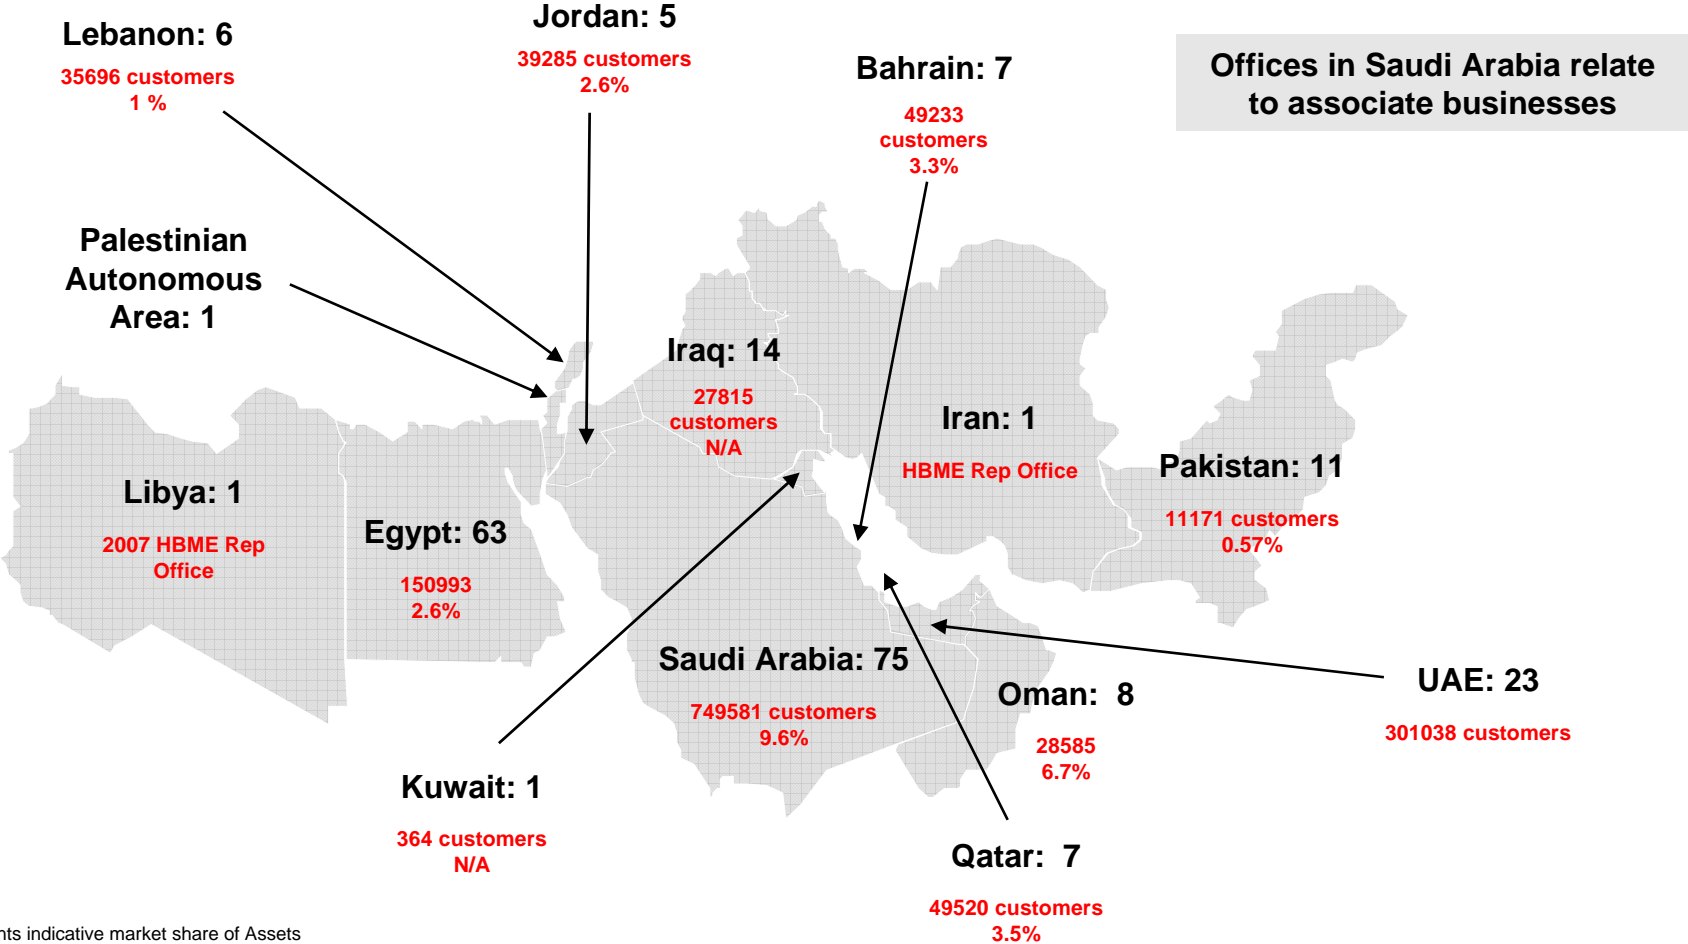 Lebanon: 6
35696 customers
1 %
Jordan: 5
39285 customers
2.6%
Bahrain: 7
49233
customers
3.3%
Offices in Saudi Arabia relate
to associate businesses
Palestinian
Autonomous
Area: 1
Iraq: 14
27815
customers
N/A
Iran: 1
HBME Rep Office
Pakistan: 11
11171 customers
0.57%
Libya: 1
2007 HBME Rep
Office
Egypt: 63
150993
2.6%
Saudi Arabia: 75
749581 customers
9.6%
Oman:  8
28585
6.7%
UAE: 23
301038 customers
Kuwait: 1
364 customers
N/A
Qatar:  7
49520 customers
3.5%
indicative market share of Assets